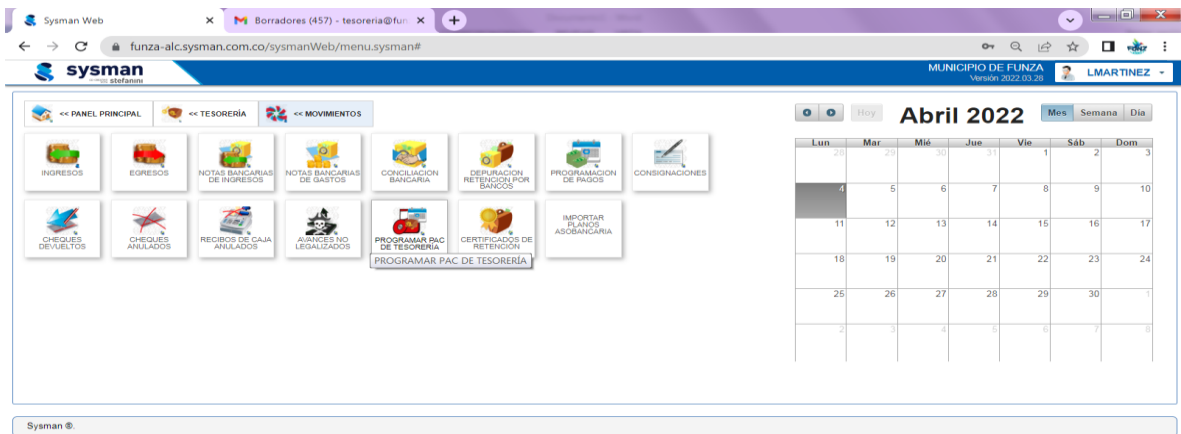 Sysman Web
Borradores (457) - tesoreria@fun
funza-alc.sysman.com.co/sysmanWeb/menu.sysman#
sysman
stefanini
MUNICIPIO DE FUNZA
Versión 2022.03.28
LMARTINEZ
<< PANEL PRINCIPAL
<< TESORERÍA
<< MOVIMIENTOS
INGRESOS
EGRESOS
NOTAS BANCARIAS DE INGRESOS
NOTAS BANCARIAS DE GASTOS
CONCILIACION BANCARIA
DEPURACION RETENCION POR BANCOS
PROGRAMACION DE PAGOS
CONSIGNACIONES
CHEQUES DEVUELTOS
CHEQUES ANULADOS
RECIBOS DE CAJA ANULADOS
AVANCES NO LEGALIZADOS
PROGRAMAR PAC DE TESORERÍA
CERTIFICADOS DE RETENCIÓN
IMPORTAR PLANOS ASOBANCARIA
PROGRAMAR PAC DE TESORERÍA
Hoy
Abril 2022
Mes Semana Día
Lun Mar Mié Jue Vie Sáb Dom
28 29 30 31 1 2 3
4 5 6 7 8 9 10
11 12 13 14 15 16 17
18 19 20 21 22 23 24
25 26 27 28 29 30 1
2 3 4 5 6 7 8
Sysman ®.